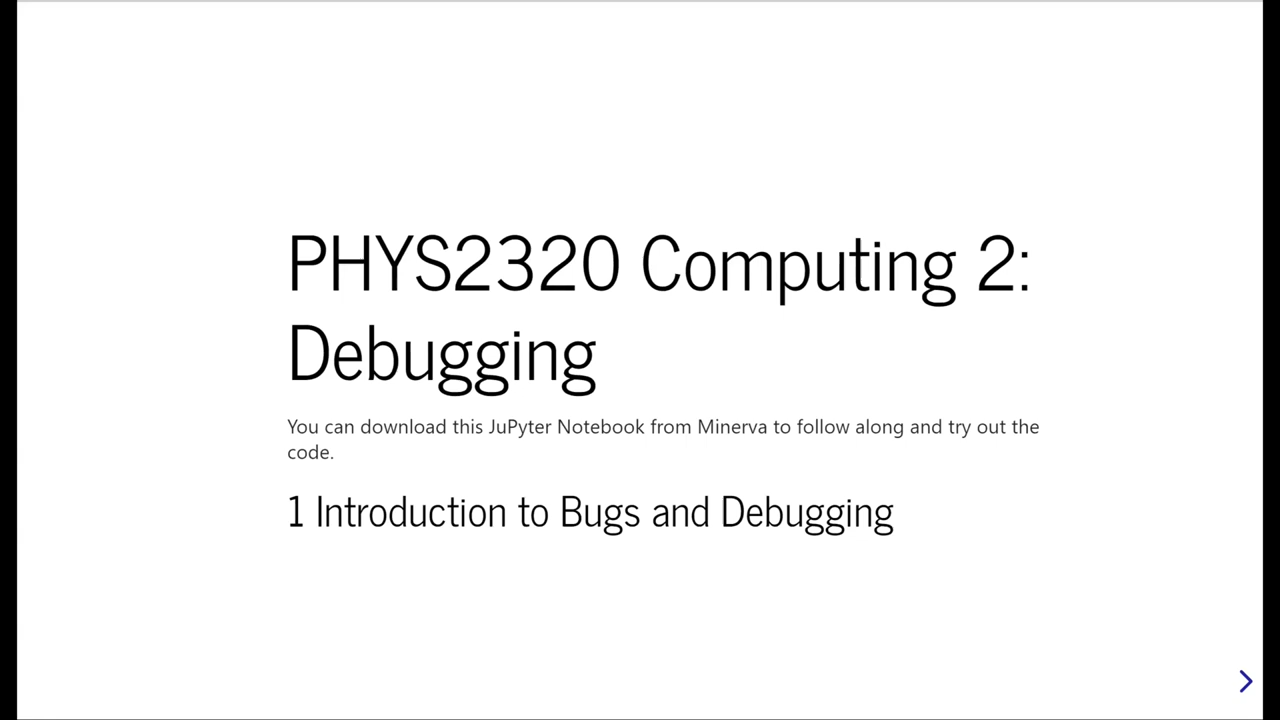 PHYS2320 Computing 2:
Debugging
You can download this JuPyter Notebook from Minerva to follow along and try out the
code.
1 Introduction to Bugs and Debugging